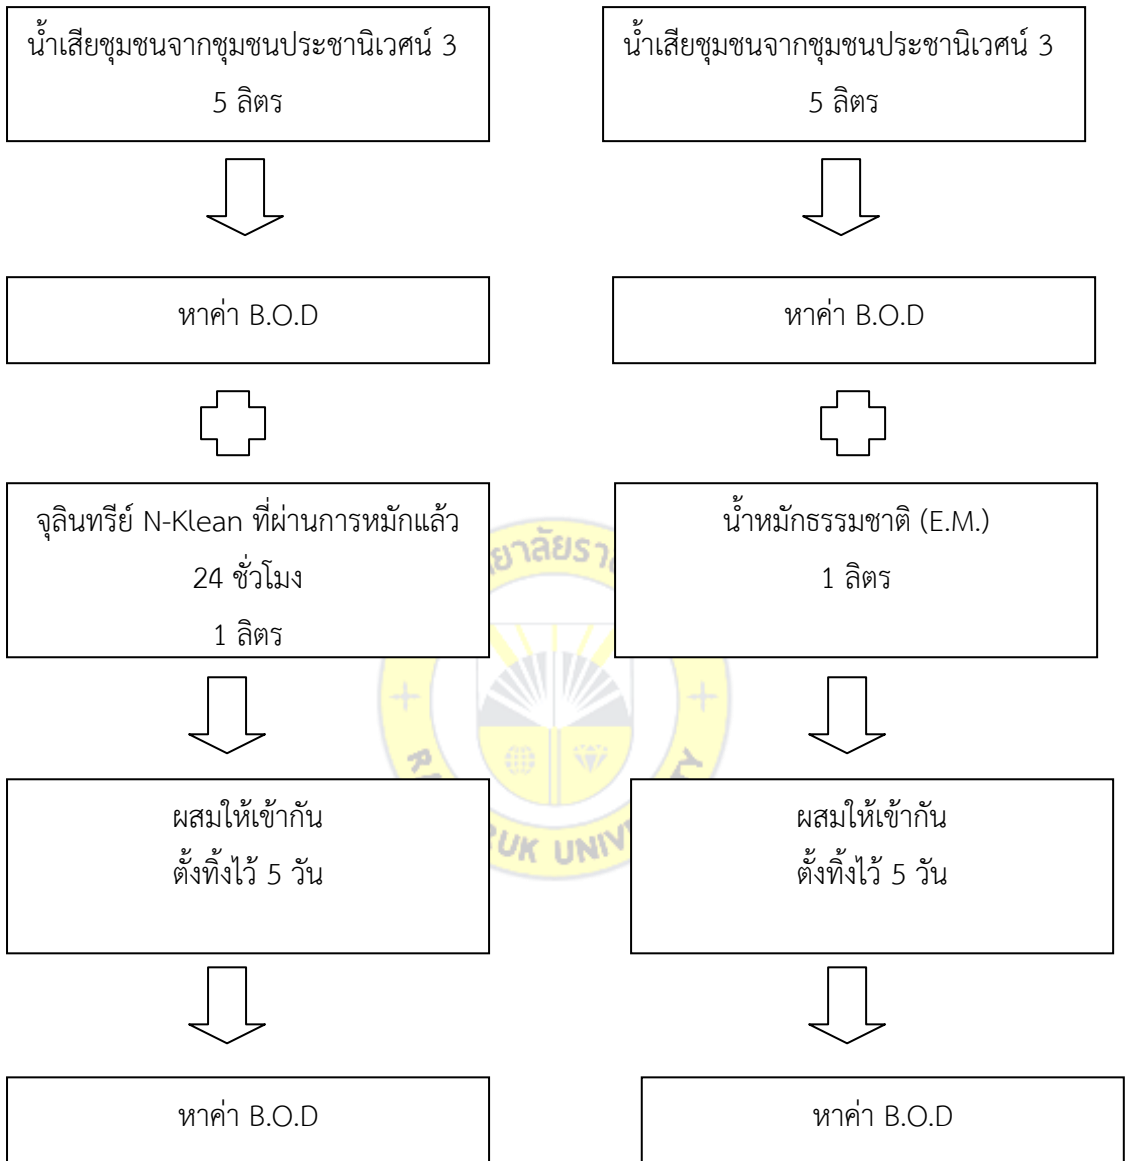 น้ำเสียชุมชนจากชุมชนประชานิเวศน์ 3
5 ลิตร
น้ำเสียชุมชนจากชุมชนประชานิเวศน์ 3
5 ลิตร
หาค่า B.O.D
หาค่า B.O.D
จุลินทรีย์ N-Klean ที่ผ่านการหมักแล้ว
24 ชั่วโมง
1 ลิตร
น้ำหมักธรรมชาติ (E.M.)
1 ลิตร
ผสมให้เข้ากัน
ตั้งทิ้งไว้ 5 วัน
ผสมให้เข้ากัน
ตั้งทิ้งไว้ 5 วัน
หาค่า B.O.D
หาค่า B.O.D